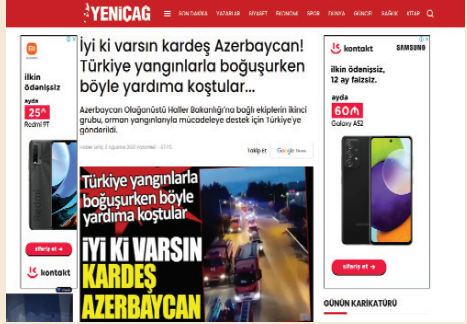 YENİÇAĞ
SON DAKİKA YAZARLAR SİYASET EKONOMİ SPOR DÜNYA GÜNCEL SAĞLIK KİTAP
İyi ki varsın kardeş Azerbaycan!
Türkiye yangınlarla boğuşurken
böyle yardıma koştular...
Azerbaycan Olağanüstü Haller Bakanlığı'na bağlı ekiplerin ikinci
grubu, orman yangınlarıyla mücadeleye destek için Türkiye'ye
gönderildi.
Takip Et Google News
Türkiye yangınlarla
boğuşurken böyle
yardıma koştular
İYİ Kİ VARSIN
KARDEŞ
AZERBAYCAN
ilkin
ödənişsiz
ayda
25₼
Redmi 9T
sifariş et →
kontakt
kontakt SAMSUNG
ilkin ödənişsiz,
12 ay faizsiz.
ayda
60₼
Galaxy A52
sifariş et →
GÜNÜN KARİKATÜRÜ